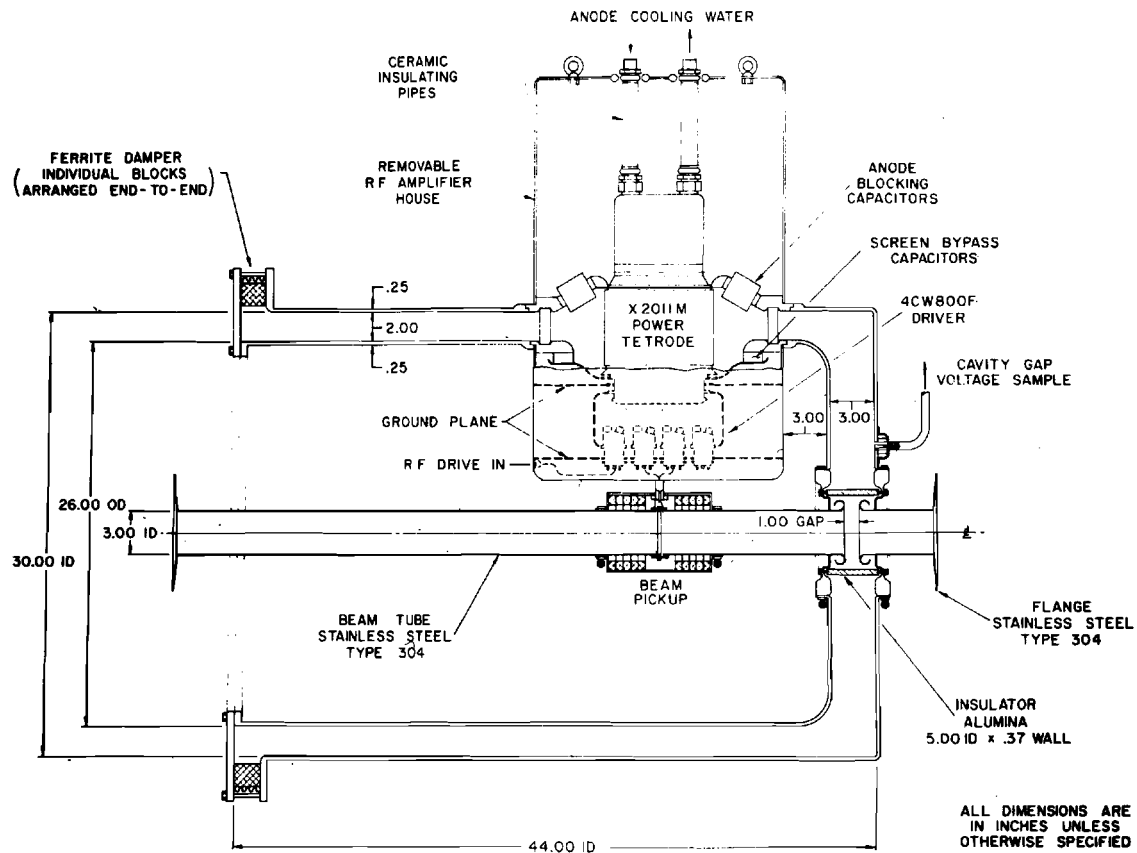 ANODE COOLING WATER
CERAMIC
INSULATING
PIPES
FERRITE DAMPER
INDIVIDUAL BLOCKS
(ARRANGED END-TO-END)
REMOVABLE
RF AMPLIFIER
HOUSE
ANODE
BLOCKING
CAPACITORS
SCREEN BYPASS
CAPACITORS
.25
2.00
.25
X2011M
POWER
TETRODE
4CW800F
DRIVER
CAVITY GAP
VOLTAGE SAMPLE
GROUND PLANE
3.00
3.00
RF DRIVE IN
26.00 OD
3.00 ID
30.00 ID
1.00 GAP
BEAM
PICKUP
BEAM TUBE
STAINLESS STEEL
TYPE 304
FLANGE
STAINLESS STEEL
TYPE 304
INSULATOR
ALUMINA
5.00 ID x .37 WALL
ALL DIMENSIONS ARE
IN INCHES UNLESS
OTHERWISE SPECIFIED
44.00 ID